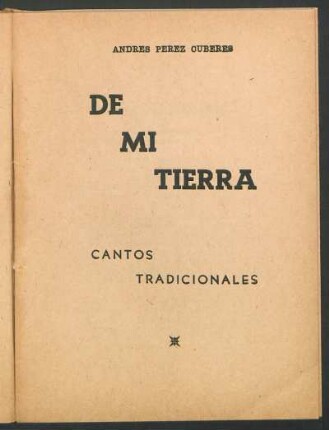 ANDRES PEREZ CUBERES
DE
MI
TIERRA
CANTOS
TRADICIONALES